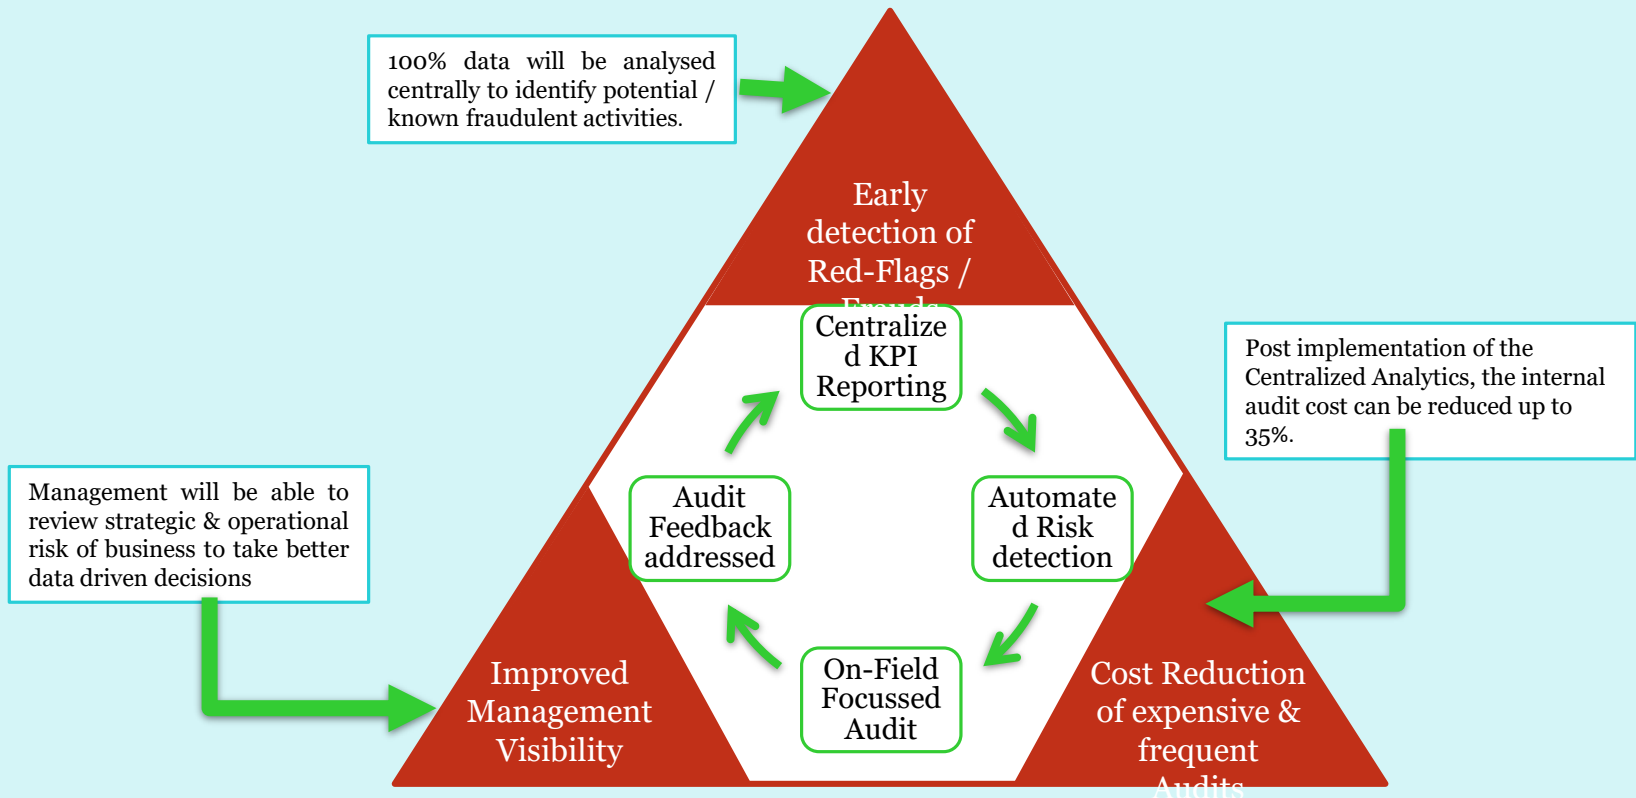 100% data will be analysed
centrally to identify potential /
known fraudulent activities.
Early
detection of
Red-Flags /
Frauds
Centralize
d KPI
Reporting
Post implementation of the
Centralized Analytics, the internal
audit cost can be reduced up to
35%.
Management will be able to
review strategic & operational
risk of business to take better
data driven decisions
Audit
Feedback
addressed
Automate
d Risk
detection
On-Field
Focussed
Audit
Improved
Management
Visibility
Cost Reduction
of expensive &
frequent
Audits